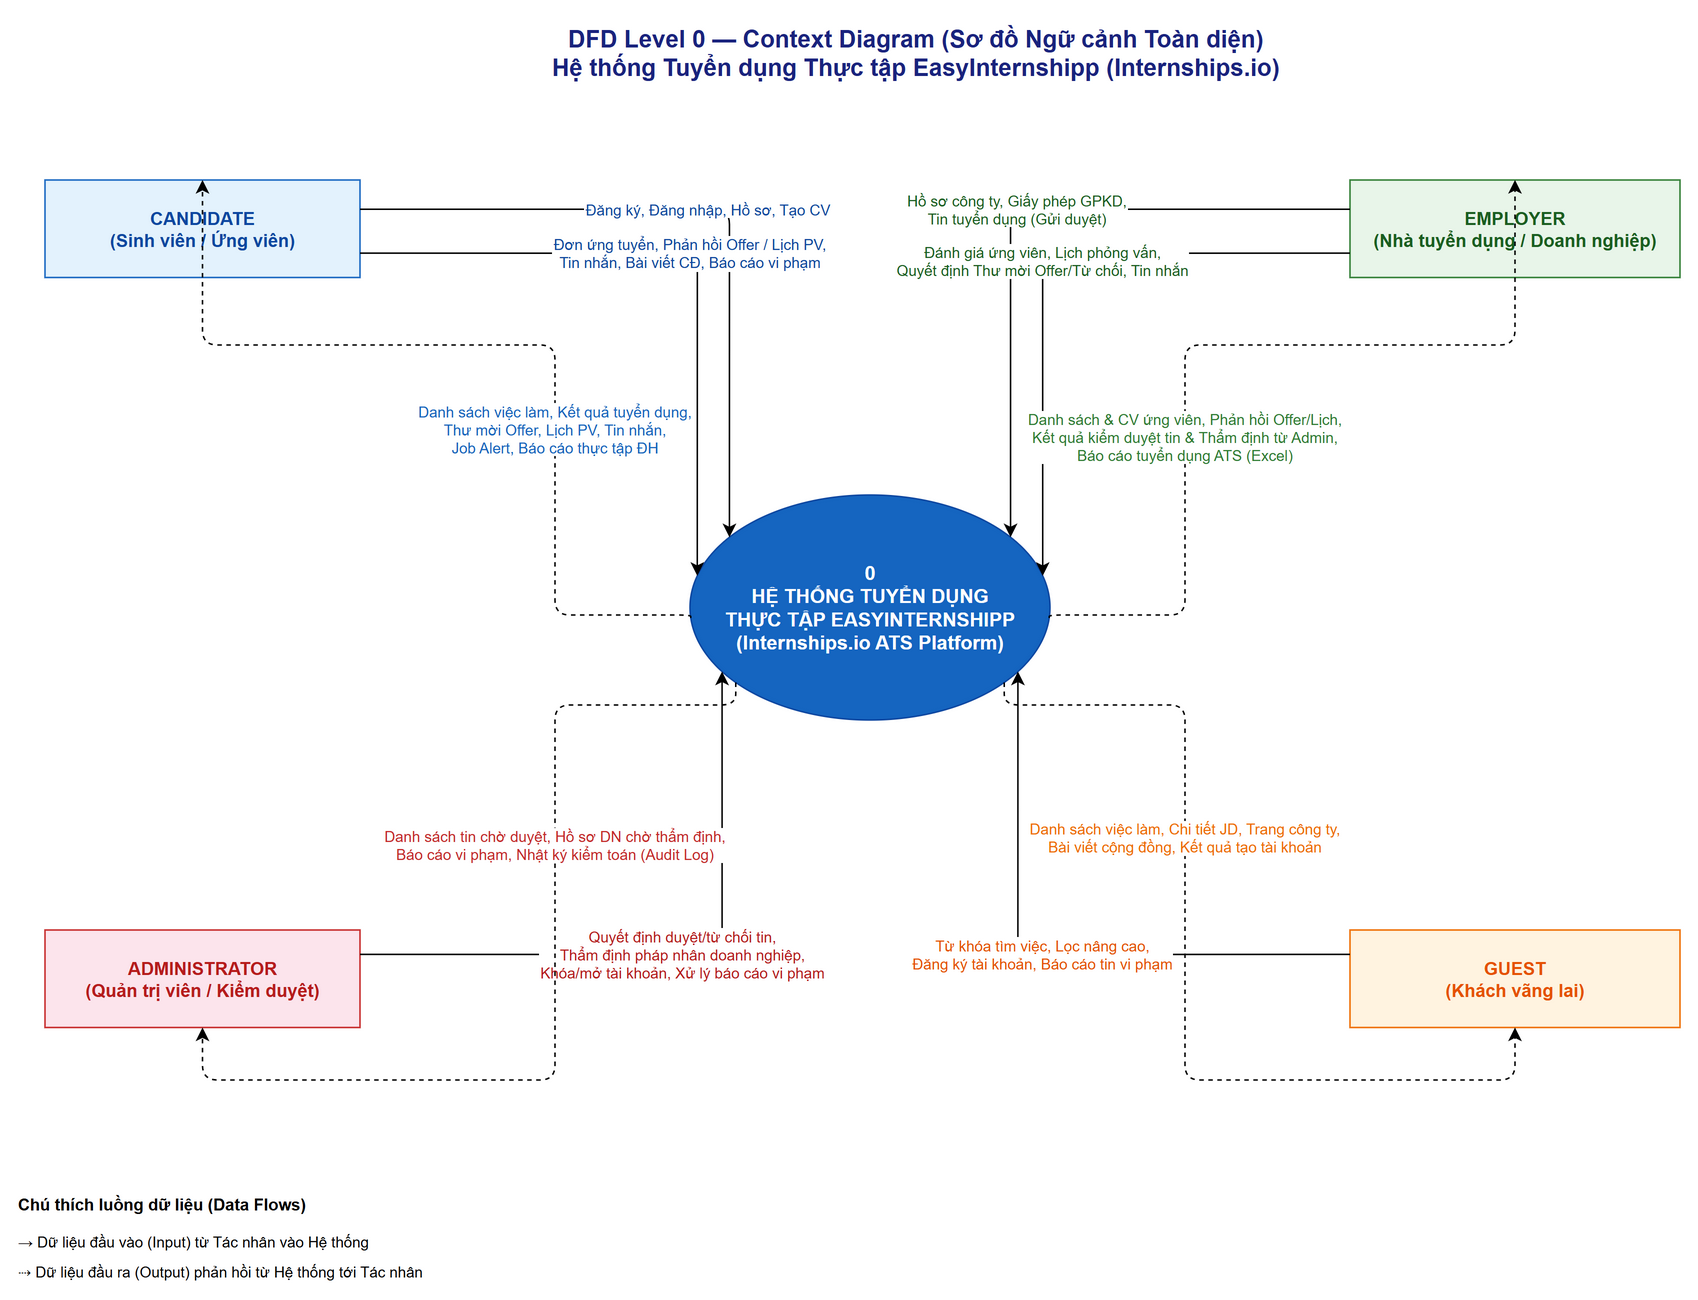 DFD Level 0 — Context Diagram (Sơ đồ Ngữ cảnh Toàn diện)
Hệ thống Tuyển dụng Thực tập EasyInternshipp (Internships.io)
CANDIDATE
(Sinh viên / Ứng viên)
Đăng ký, Đăng nhập, Hồ sơ, Tạo CV
Đơn ứng tuyển, Phản hồi Offer / Lịch PV,
Tin nhắn, Bài viết CĐ, Báo cáo vi phạm
Hồ sơ công ty, Giấy phép GPKD,
Tin tuyển dụng (Gửi duyệt)
Đánh giá ứng viên, Lịch phỏng vấn,
Quyết định Thư mời Offer/Từ chối, Tin nhắn
EMPLOYER
(Nhà tuyển dụng / Doanh nghiệp)
Danh sách việc làm, Kết quả tuyển dụng,
Thư mời Offer, Lịch PV, Tin nhắn,
Job Alert, Báo cáo thực tập ĐH
Danh sách & CV ứng viên, Phản hồi Offer/Lịch,
Kết quả kiểm duyệt tin & Thẩm định từ Admin,
Báo cáo tuyển dụng ATS (Excel)
0
HỆ THỐNG TUYỂN DỤNG
THỰC TẬP EASYINTERNSHIPP
(Internships.io ATS Platform)
Danh sách tin chờ duyệt, Hồ sơ DN chờ thẩm định,
Báo cáo vi phạm, Nhật ký kiểm toán (Audit Log)
Danh sách việc làm, Chi tiết JD, Trang công ty,
Bài viết cộng đồng, Kết quả tạo tài khoản
ADMINISTRATOR
(Quản trị viên / Kiểm duyệt)
Quyết định duyệt/từ chối tin,
Thẩm định pháp nhân doanh nghiệp,
Khóa/mở tài khoản, Xử lý báo cáo vi phạm
Từ khóa tìm việc, Lọc nâng cao,
Đăng ký tài khoản, Báo cáo tin vi phạm
GUEST
(Khách vãng lai)
Chú thích luồng dữ liệu (Data Flows)
→ Dữ liệu đầu vào (Input) từ Tác nhân vào Hệ thống
⇢ Dữ liệu đầu ra (Output) phản hồi từ Hệ thống tới Tác nhân